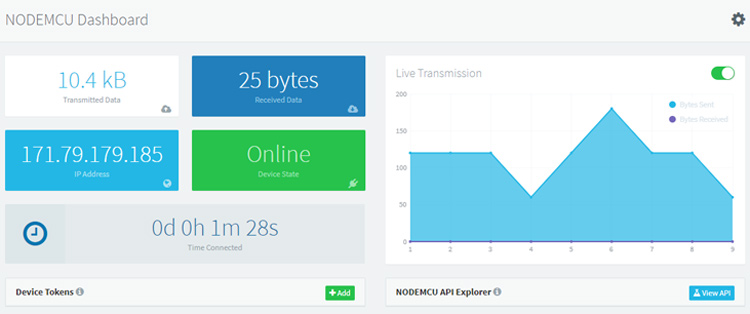 NODEMCU Dashboard
10.4 kB
Transmitted Data
25 bytes
Received Data
171.79.179.185
IP Address
Online
Device State
0d 0h 1m 28s
Time Connected
Live Transmission
200
150
100
50
0
1 2 3 4 5 6 7 8 9
Bytes Sent
Bytes Received
Device Tokens
Add
NODEMCU API Explorer
View API